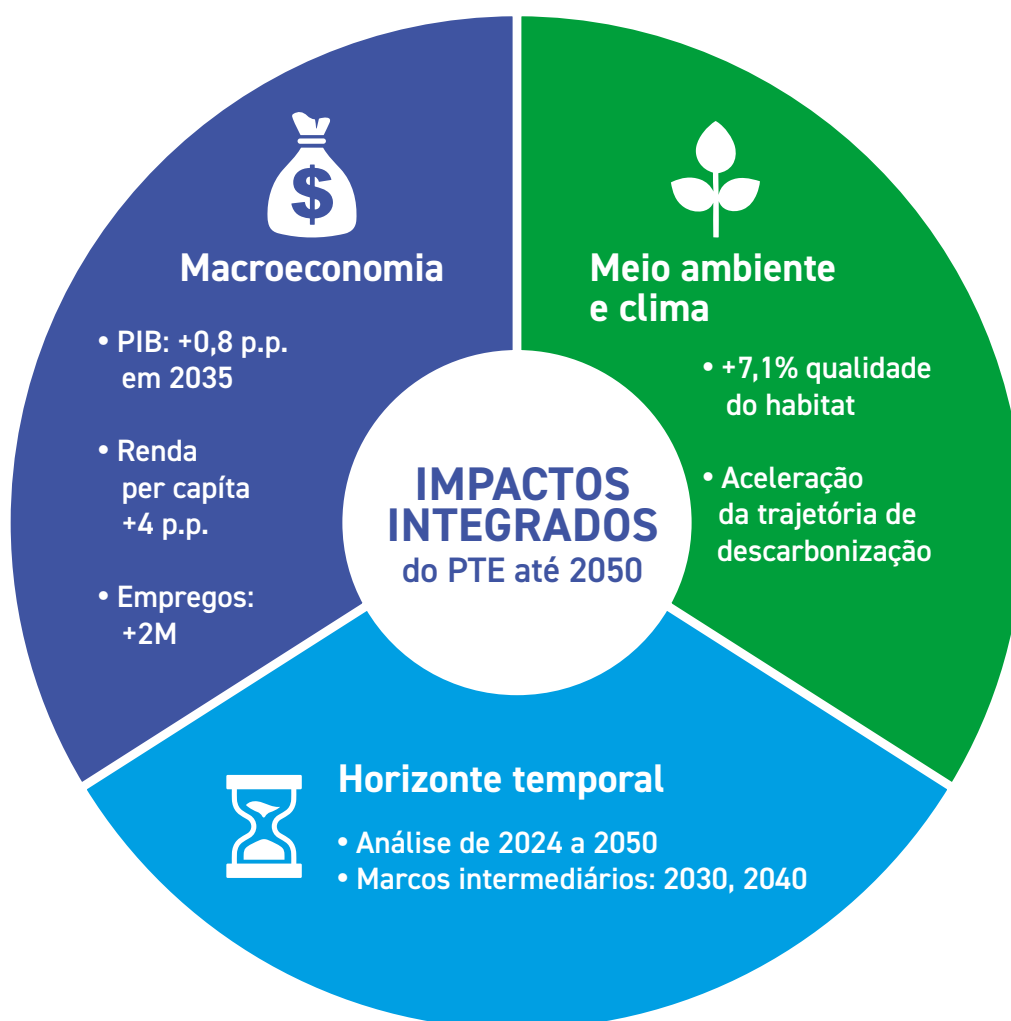 $
Macroeconomia
• PIB: +0,8 p.p.
em 2035
• Renda
per capíta
+4 p.p.
• Empregos:
+2M
Meio ambiente
e clima
• +7,1% qualidade
do habitat
• Aceleração
da trajetória de
descarbonização
IMPACTOS
INTEGRADOS
do PTE até 2050
Horizonte temporal
• Análise de 2024 a 2050
• Marcos intermediários: 2030, 2040